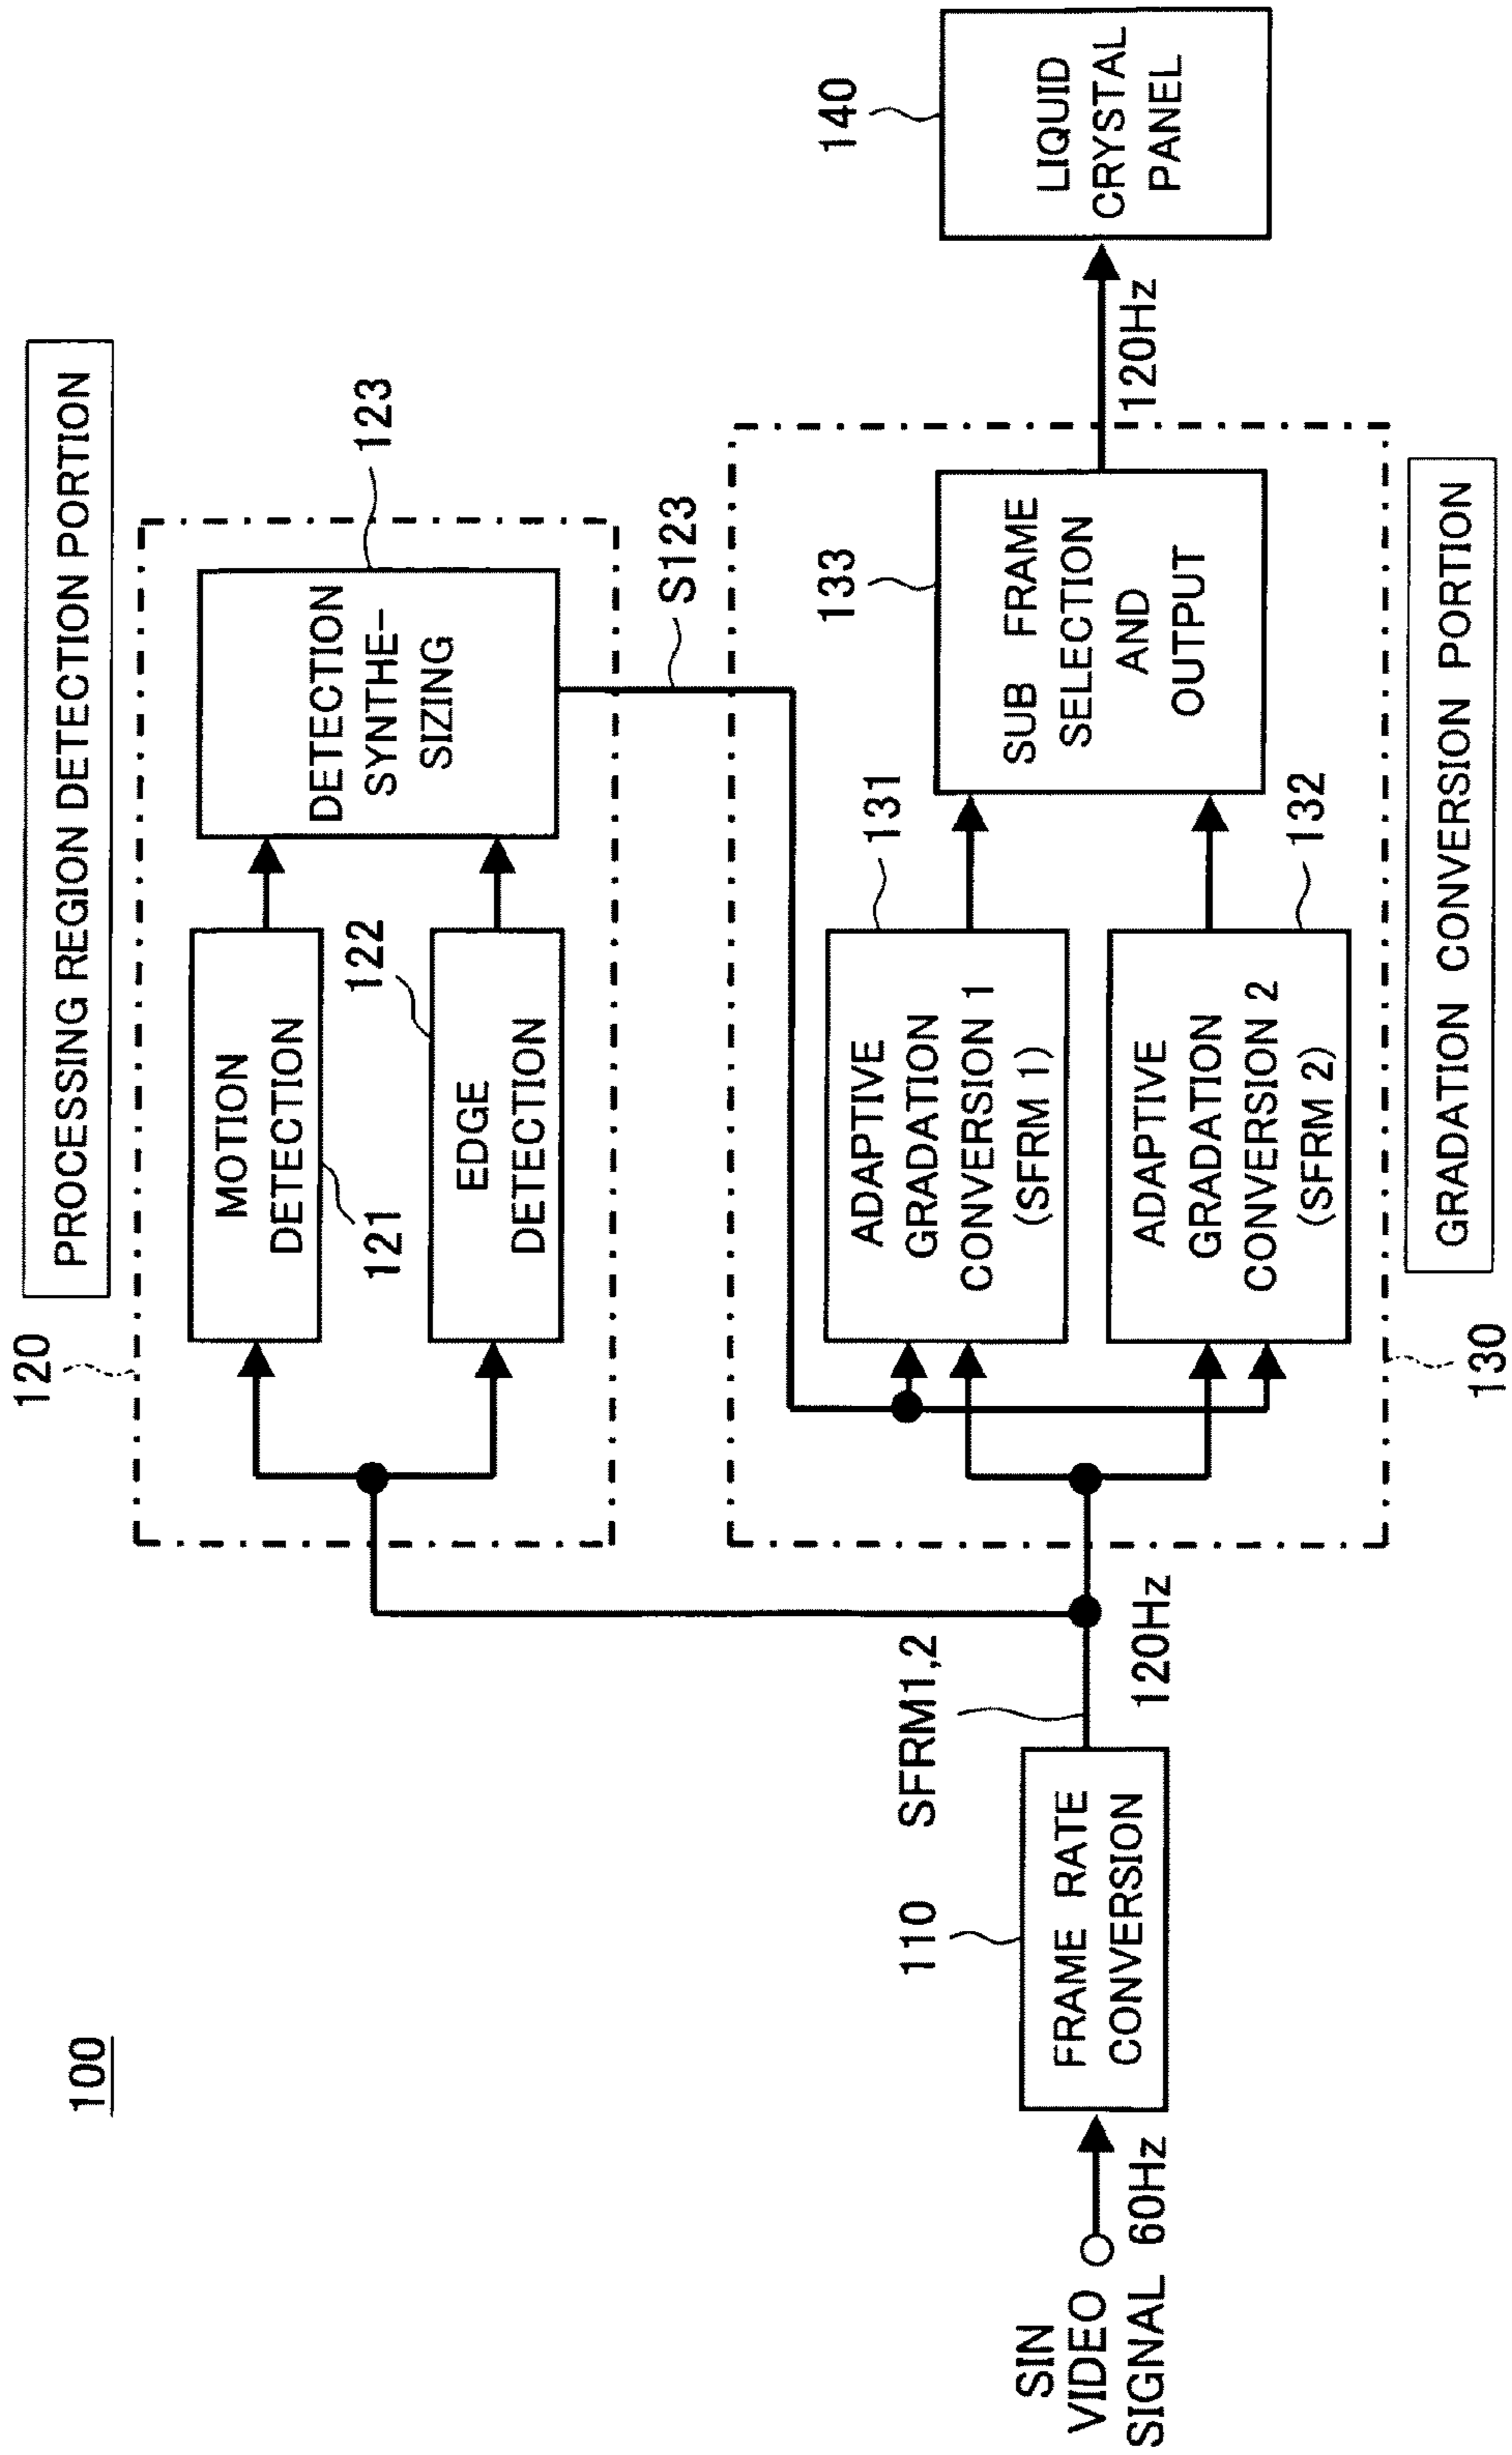 100
PROCESSING REGION DETECTION PORTION
120
MOTION
DETECTION
121
122
EDGE
DETECTION
DETECTION
SYNTHE-
SIZING
123
S123
SIN
VIDEO
SIGNAL 60Hz
110
FRAME RATE
CONVERSION
SFRM1,2
120Hz
131
ADAPTIVE
GRADATION
CONVERSION 1
(SFRM 1)
132
ADAPTIVE
GRADATION
CONVERSION 2
(SFRM 2)
133
SUB FRAME
SELECTION
AND
OUTPUT
120Hz
140
LIQUID
CRYSTAL
PANEL
130
GRADATION CONVERSION PORTION